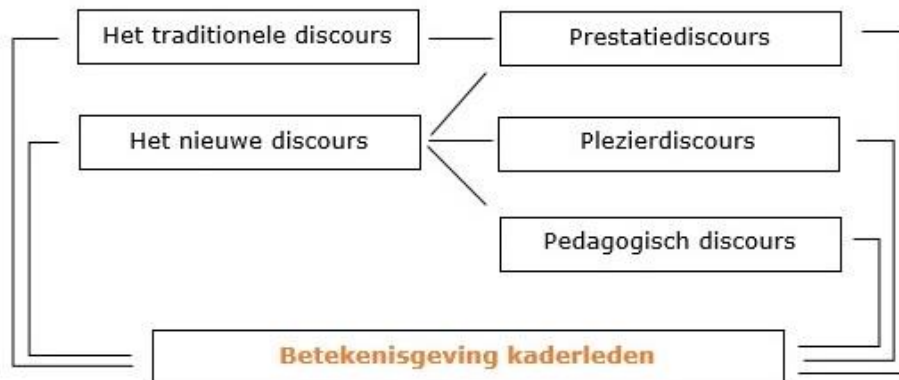 Het traditionele discours
Prestatiediscours
Het nieuwe discours
Plezierdiscours
Pedagogisch discours
Betekenisgeving kaderleden